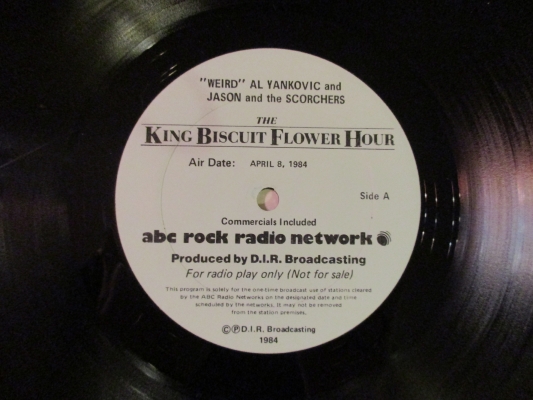 "WEIRD" AL YANKOVIC and
JASON and the SCORCHERS
THE
KING BISCUIT FLOWER HOUR
Air Date: APRIL 8, 1984
Side A
Commercials Included
abc rock radio network
Produced by D.I.R. Broadcasting
For radio play only (Not for sale)
This program is solely for the one-time broadcast use of stations cleared
by the ABC Radio Networks on the designated date and time
scheduled by the networks. It may not be removed
from the station premises.
©℗D.I.R. Broadcasting
1984